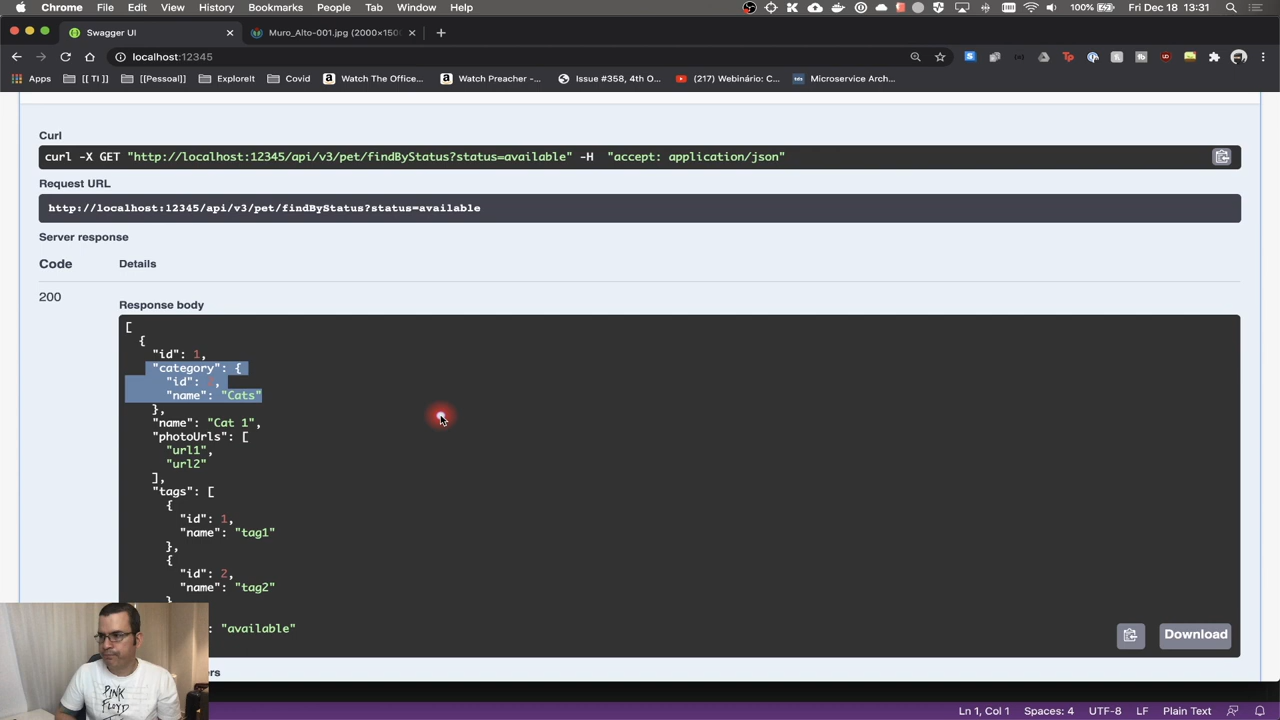 Chrome File Edit View History Bookmarks People Tab Window Help 100% Fri Dec 18 13:31
Swagger UI Muro_Alto-001.jpg (2000×150
localhost:12345
Apps [[ TI ]] [[Pessoal]] ExploreIt Covid Watch The Office... Watch Preacher -... Issue #358, 4th O... (217) Webinário: C... Microservice Arch...
Curl
curl -X GET "http://localhost:12345/api/v3/pet/findByStatus?status=available" -H "accept: application/json"
Request URL
http://localhost:12345/api/v3/pet/findByStatus?status=available
Server response
Code Details
200
Response body
[
{
"id": 1,
"category": {
"id": ,
"name": "Cats"
},
"name": "Cat 1",
"photoUrls": [
"url1",
"url2"
],
"tags": [
{
"id": 1,
"name": "tag1"
},
{
"id": 2,
"name": "tag2"
}
: "available"
Download
rs
PINK
FLOYD
Ln 1, Col 1 Spaces: 4 UTF-8 LF Plain Text